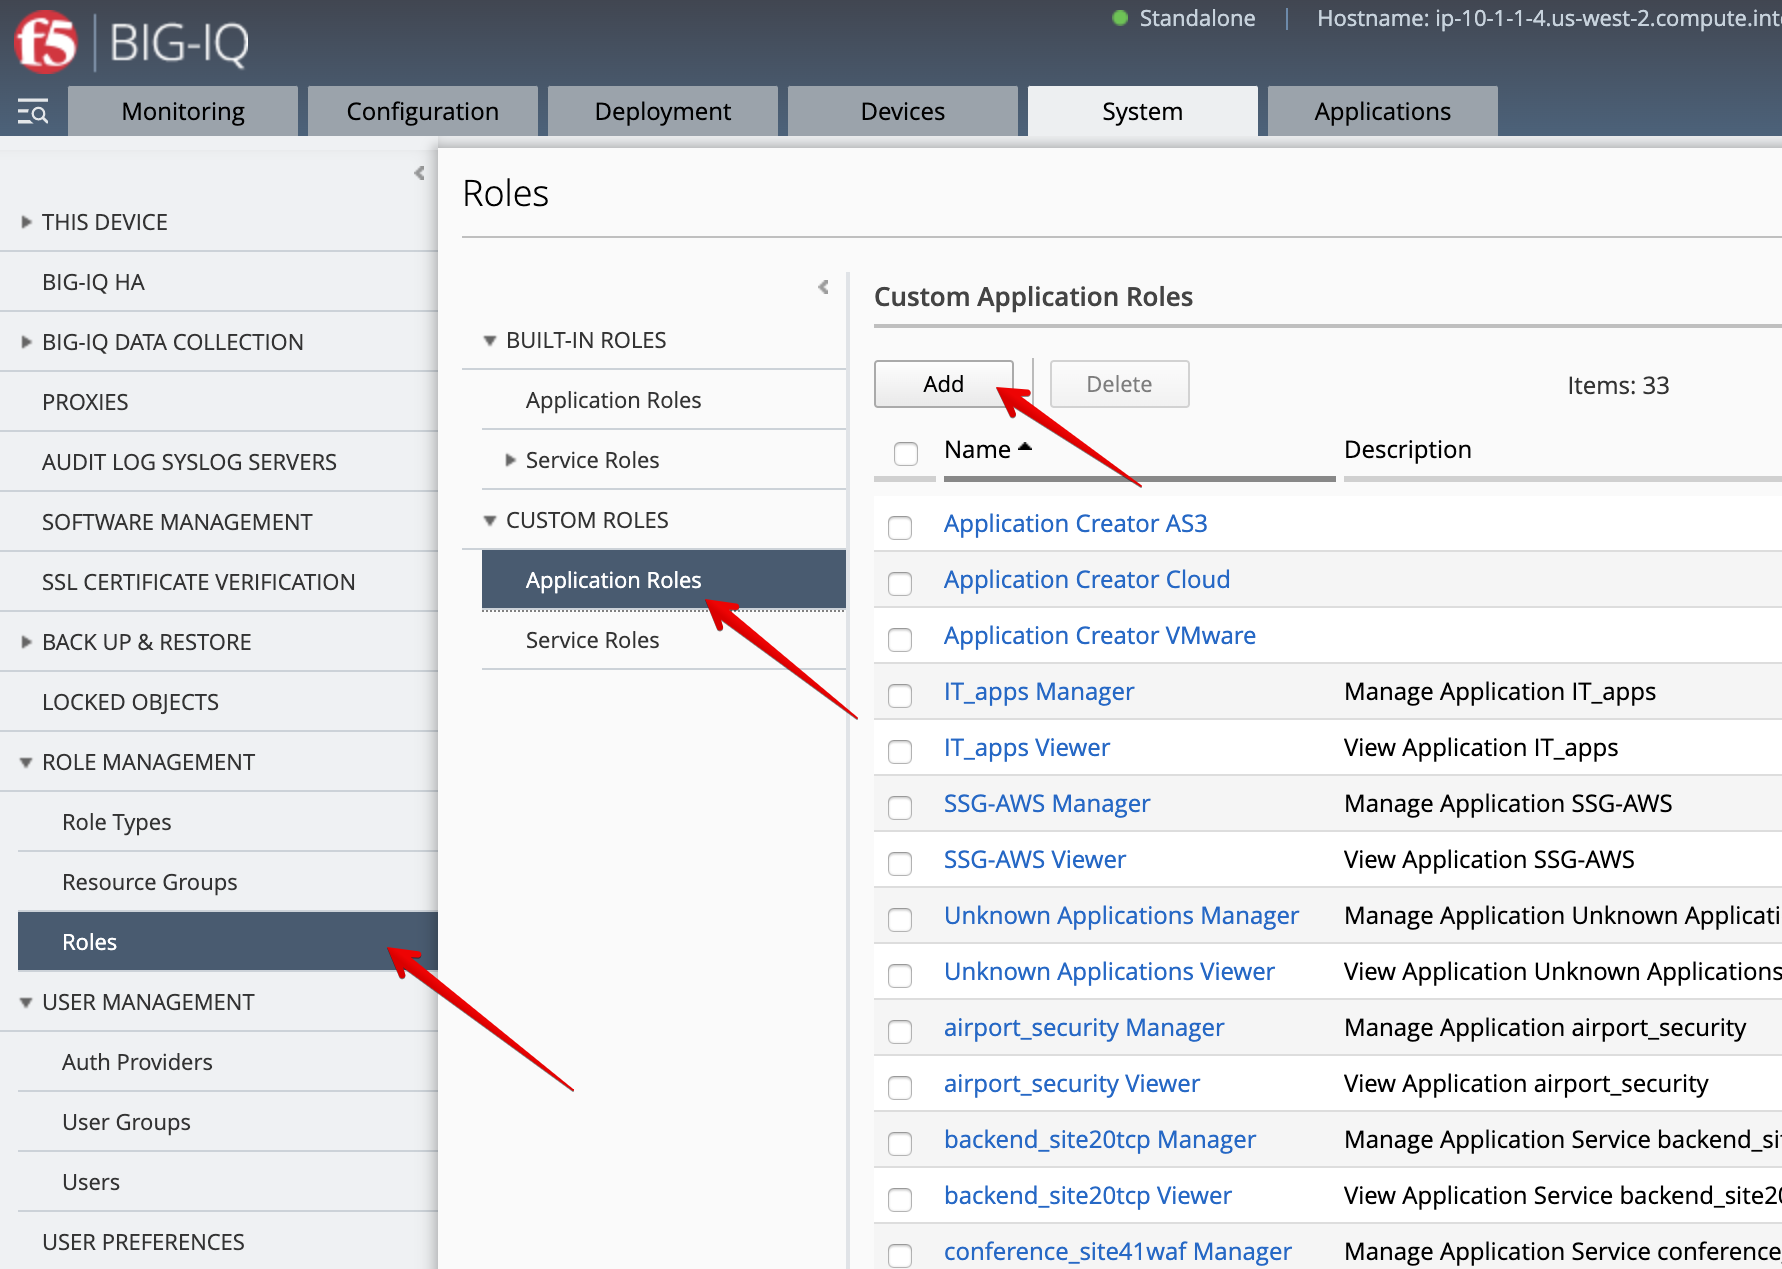 f5 BIG-IQ
Standalone
Hostname: ip-10-1-1-4.us-west-2.compute.int
Monitoring
Configuration
Deployment
Devices
System
Applications
THIS DEVICE
BIG-IQ HA
BIG-IQ DATA COLLECTION
PROXIES
AUDIT LOG SYSLOG SERVERS
SOFTWARE MANAGEMENT
SSL CERTIFICATE VERIFICATION
BACK UP & RESTORE
LOCKED OBJECTS
ROLE MANAGEMENT
Role Types
Resource Groups
Roles
USER MANAGEMENT
Auth Providers
User Groups
Users
USER PREFERENCES
Roles
BUILT-IN ROLES
Application Roles
Service Roles
CUSTOM ROLES
Application Roles
Service Roles
Custom Application Roles
Add
Delete
Items: 33
Name Description
Application Creator AS3
Application Creator Cloud
Application Creator VMware
IT_apps Manager Manage Application IT_apps
IT_apps Viewer View Application IT_apps
SSG-AWS Manager Manage Application SSG-AWS
SSG-AWS Viewer View Application SSG-AWS
Unknown Applications Manager Manage Application Unknown Applicati
Unknown Applications Viewer View Application Unknown Applications
airport_security Manager Manage Application airport_security
airport_security Viewer View Application airport_security
backend_site20tcp Manager Manage Application Service backend_si
backend_site20tcp Viewer View Application Service backend_site20
conference_site41waf Manager Manage Application Service conference_